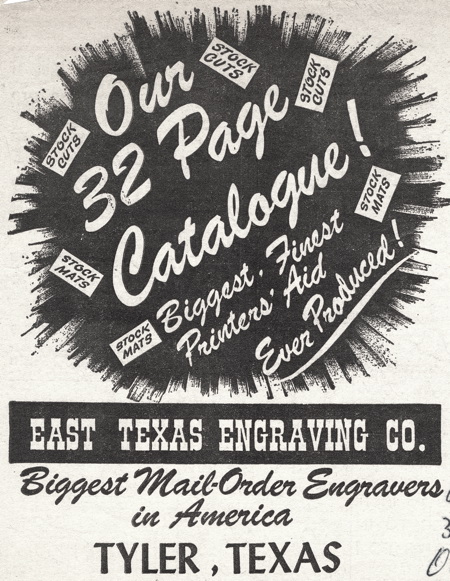 Our
STOCK
CUTS
STOCK
CUTS
STOCK
CUTS
32 Page
Catalogue!
STOCK
MATS
STOCK
MATS
STOCK
MATS
Biggest, Finest
Printers' Aid
Ever Produced!
EAST TEXAS ENGRAVING CO.
Biggest Mail-Order Engravers
in America
TYLER, TEXAS
3